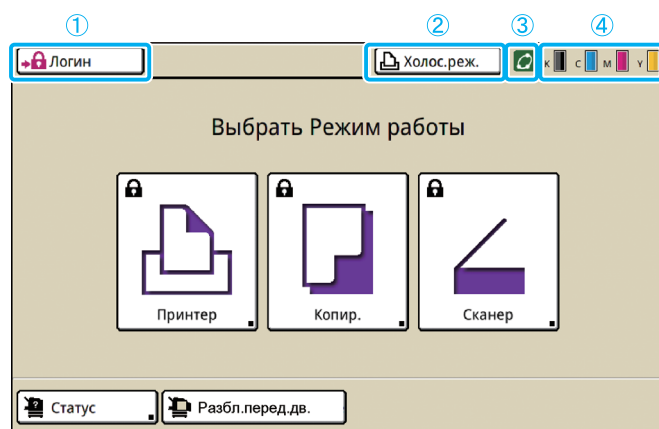 ① ② ③ ④
Логин Холос.реж. K C M Y
Выбрать Режим работы
Принтер Копир. Сканер
Статус Разбл.перед.дв.